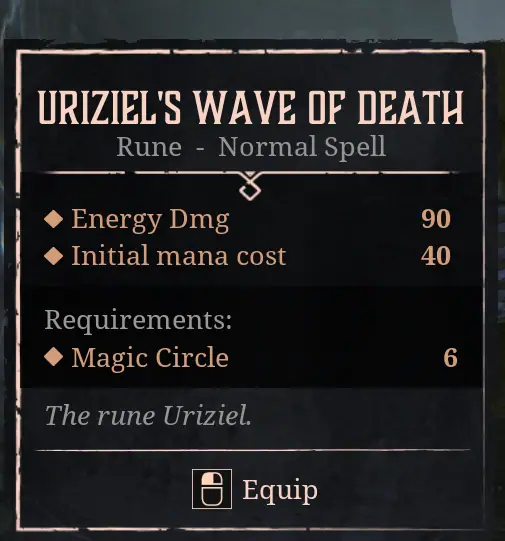 URIZIEL'S WAVE OF DEATH
Rune - Normal Spell
Energy Dmg 90
Initial mana cost 40
Requirements:
Magic Circle 6
The rune Uriziel.
Equip